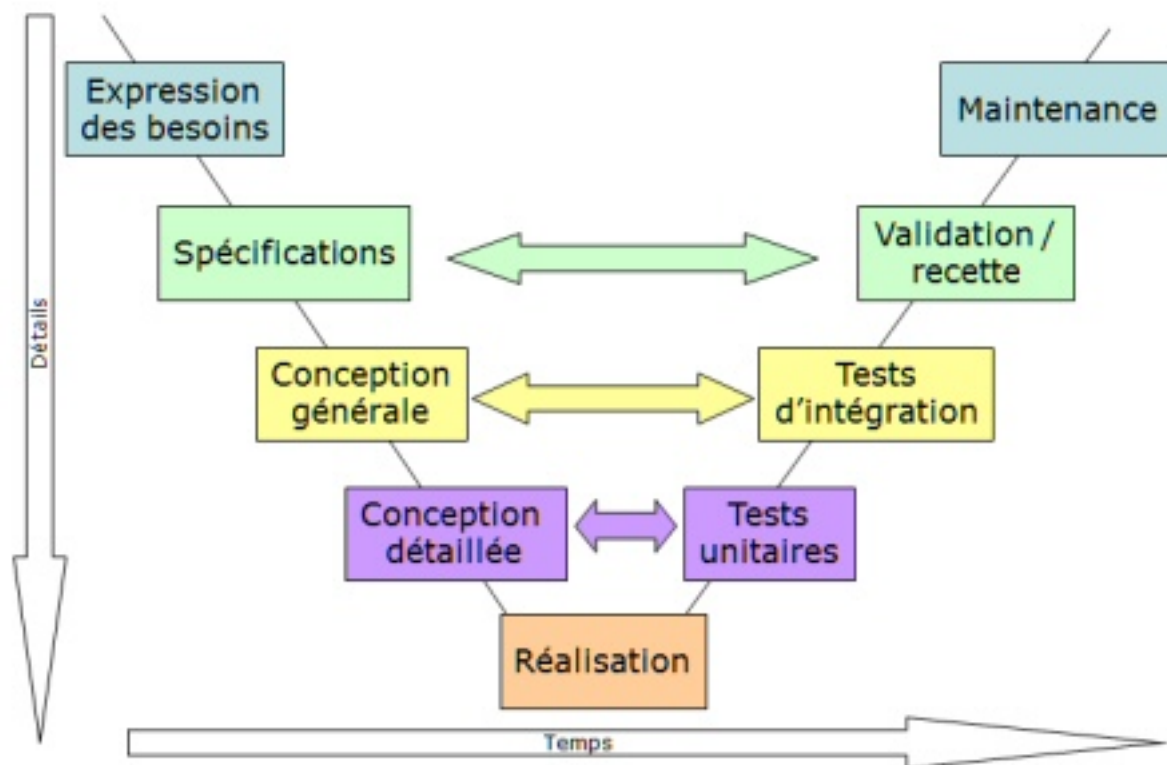 Expression
des besoins
Maintenance
Spécifications
Validation /
recette
Détails
Conception
générale
Tests
d'intégration
Conception
détaillée
Tests
unitaires
Réalisation
Temps